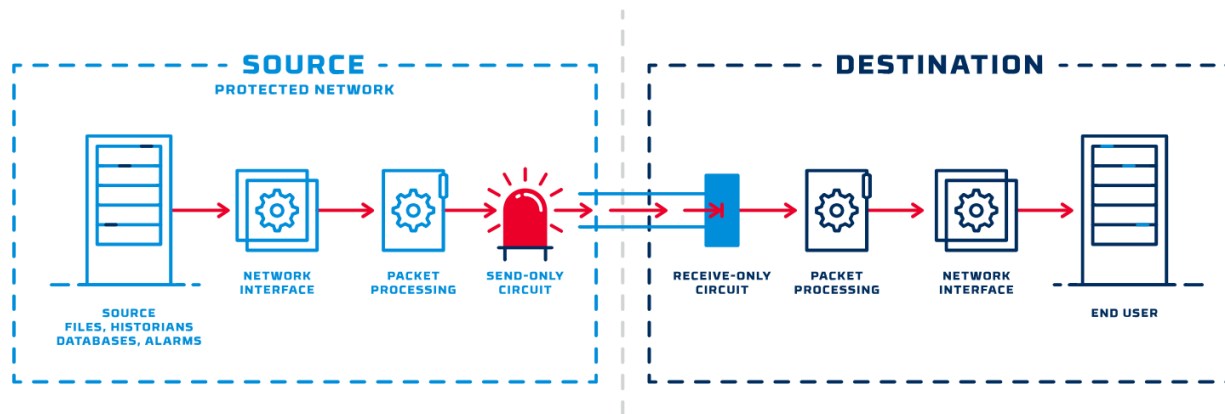 SOURCE
PROTECTED NETWORK
DESTINATION
NETWORK
INTERFACE
PACKET
PROCESSING
SEND-ONLY
CIRCUIT
RECEIVE-ONLY
CIRCUIT
PACKET
PROCESSING
NETWORK
INTERFACE
SOURCE
FILES, HISTORIANS
DATABASES, ALARMS
END USER